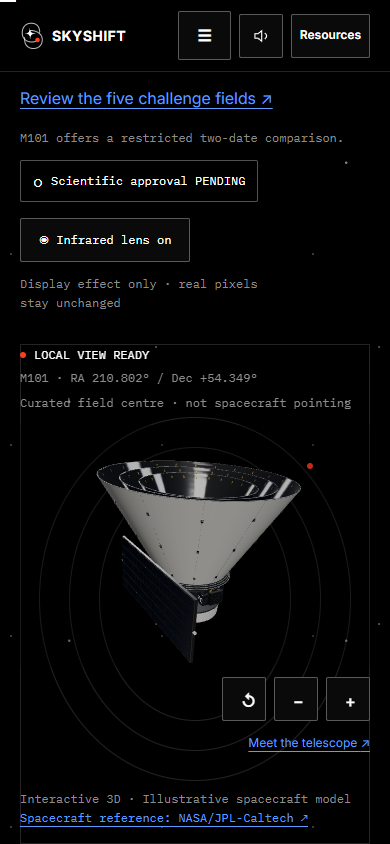 SKYSHIFT
Resources
Review the five challenge fields ↗
M101 offers a restricted two-date comparison.
Scientific approval PENDING
Infrared lens on
Display effect only · real pixels
stay unchanged
LOCAL VIEW READY
M101 · RA 210.802° / Dec +54.349°
Curated field centre · not spacecraft pointing
Meet the telescope ↗
Interactive 3D · Illustrative spacecraft model
Spacecraft reference: NASA/JPL-Caltech ↗